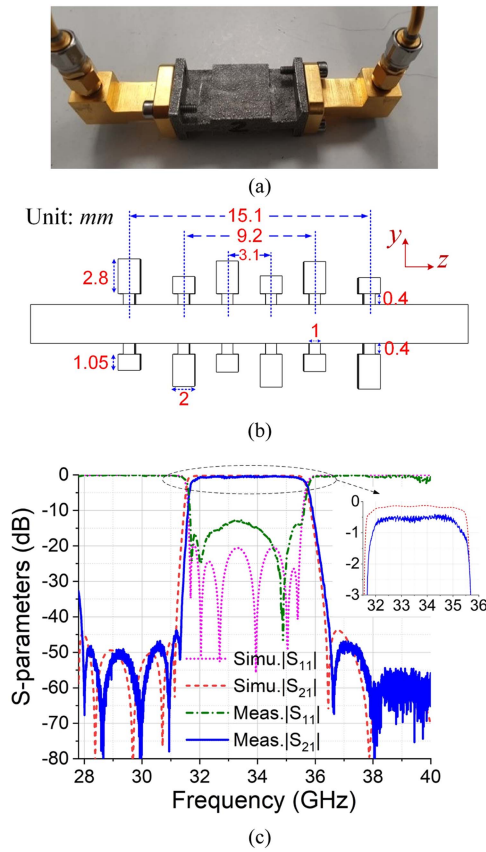 2
(a)
Unit: mm
15.1
9.2
3.1
2.8
y
z
0.4
1
0.4
1.05
2
(b)
S-parameters (dB)
0
-10
-20
-30
-40
-50
-60
-70
-80
0
-1
-2
-3
32 33 34 35 36
Simu.|S11|
Simu.|S21|
Meas.|S11|
Meas.|S21|
28 30 32 34 36 38 40
Frequency (GHz)
(c)